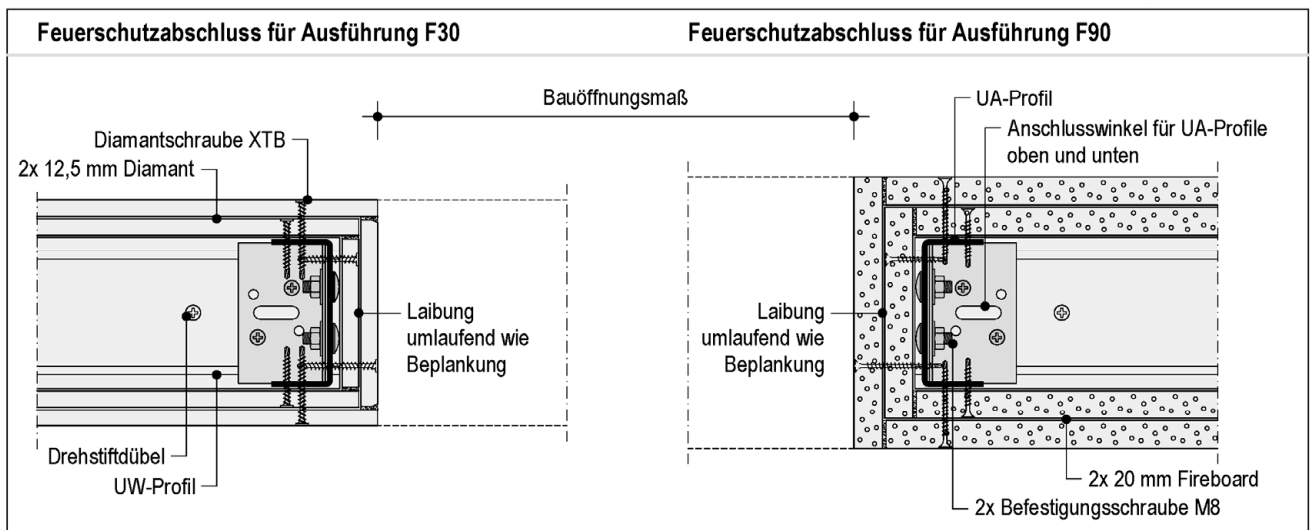 Feuerschutzabschluss für Ausführung F30
Feuerschutzabschluss für Ausführung F90
Bauöffnungsmaß
Diamantschraube XTB
2x 12,5 mm Diamant
UA-Profil
Anschlusswinkel für UA-Profile
oben und unten
Laibung
umlaufend wie
Beplankung
Laibung
umlaufend wie
Beplankung
Drehstiftdübel
UW-Profil
2x 20 mm Fireboard
2x Befestigungsschraube M8